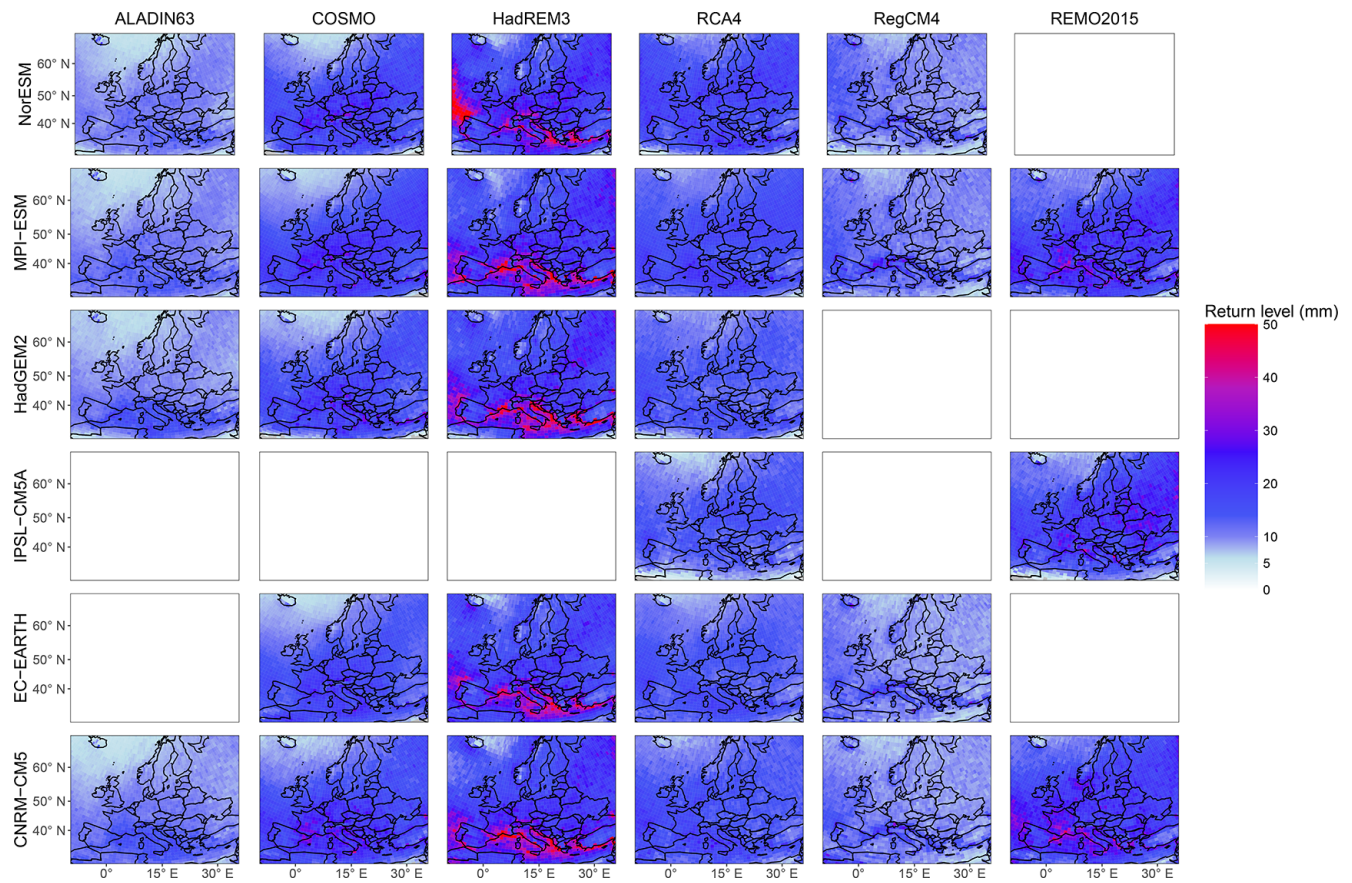 ALADIN63 COSMO HadREM3 RCA4 RegCM4 REMO2015
NorESM
60° N
50° N
40° N
MPI−ESM
60° N
50° N
40° N
HadGEM2
60° N
50° N
40° N
IPSL−CM5A
60° N
50° N
40° N
EC−EARTH
60° N
50° N
40° N
CNRM−CM5
60° N
50° N
40° N
0° 15° E 30° E 0° 15° E 30° E 0° 15° E 30° E 0° 15° E 30° E 0° 15° E 30° E 0° 15° E 30° E
Return level (mm)
50
40
30
20
10
5
0